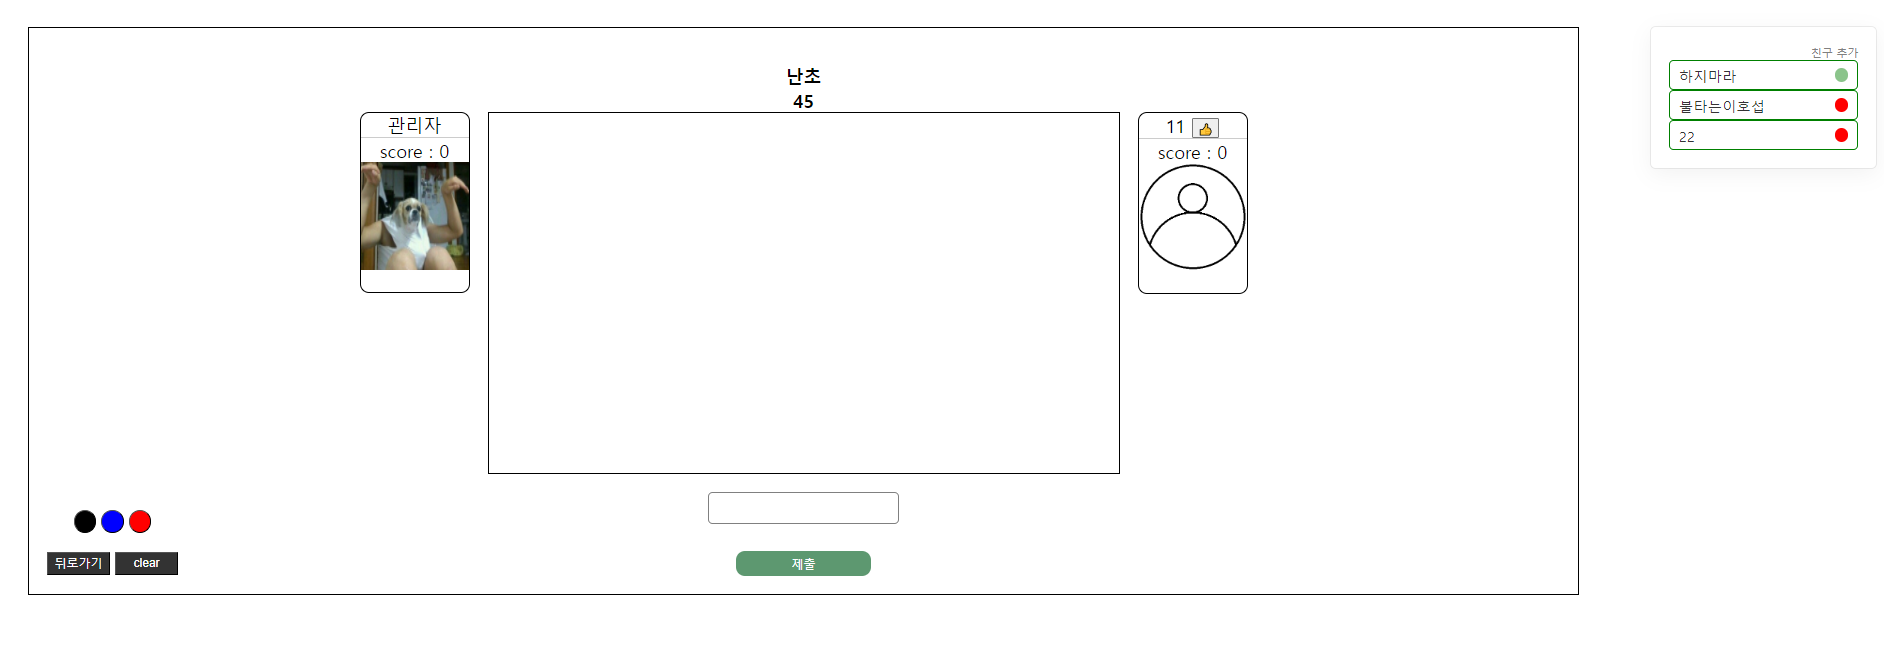 난초
45
관리자
score : 0
11
score : 0
뒤로가기
clear
제출
친구 추가
하지마라
불타는이호섭
22